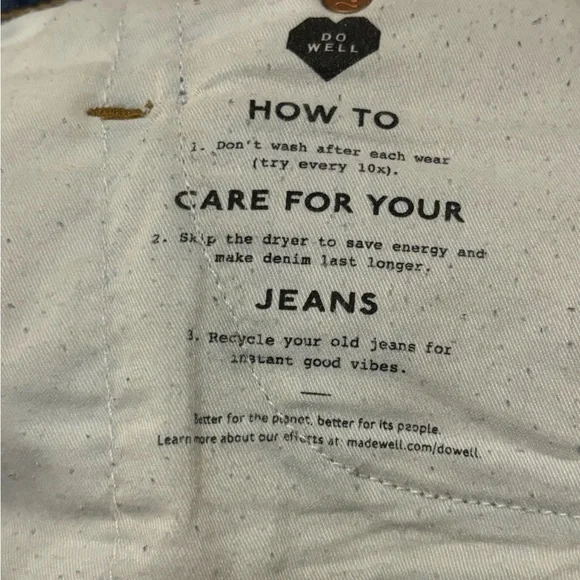 DO
WELL
HOW TO
1. Don't wash after each wear
(try every 10x).
CARE FOR YOUR
2. Skip the dryer to save energy and
make denim last longer.
JEANS
3. Recycle your old jeans for
instant good vibes.
Better for the planet, better for its people.
Learn more about our efforts at madewell.com/dowell.